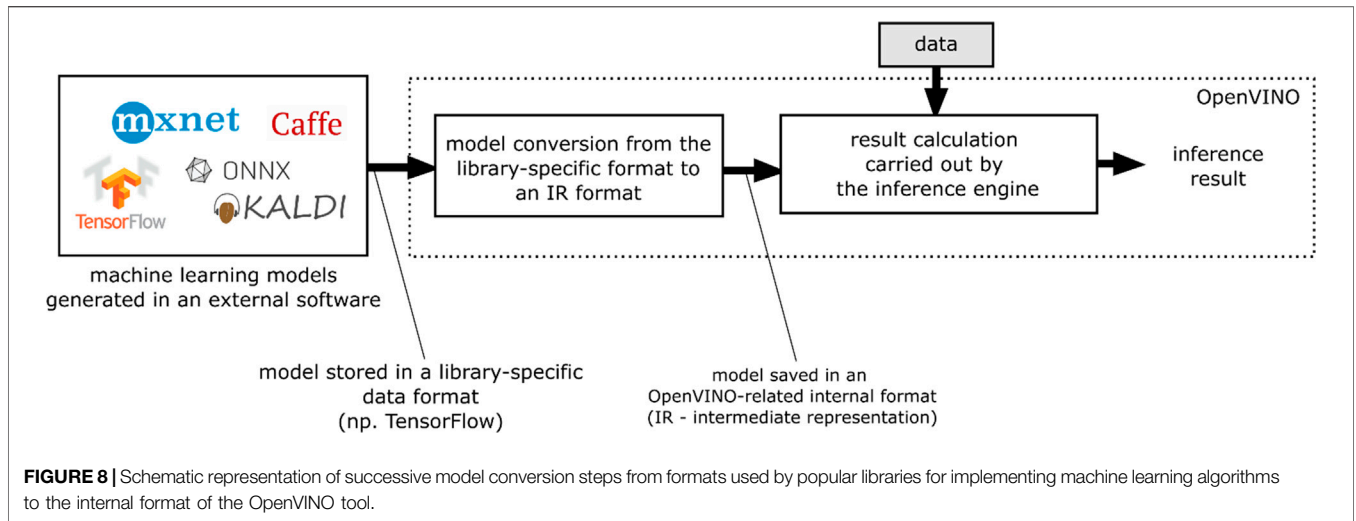 data
OpenVINO
mxnet
Caffe
TensorFlow
ONNX
KALDI
model conversion from the
library-specific format to
an IR format
result calculation
carried out by
the inference engine
inference
result
machine learning models
generated in an external software
model stored in a library-specific
data format
(np. TensorFlow)
model saved in an
OpenVINO-related internal format
(IR - intermediate representation)
FIGURE 8 | Schematic representation of successive model conversion steps from formats used by popular libraries for implementing machine learning algorithms
to the internal format of the OpenVINO tool.